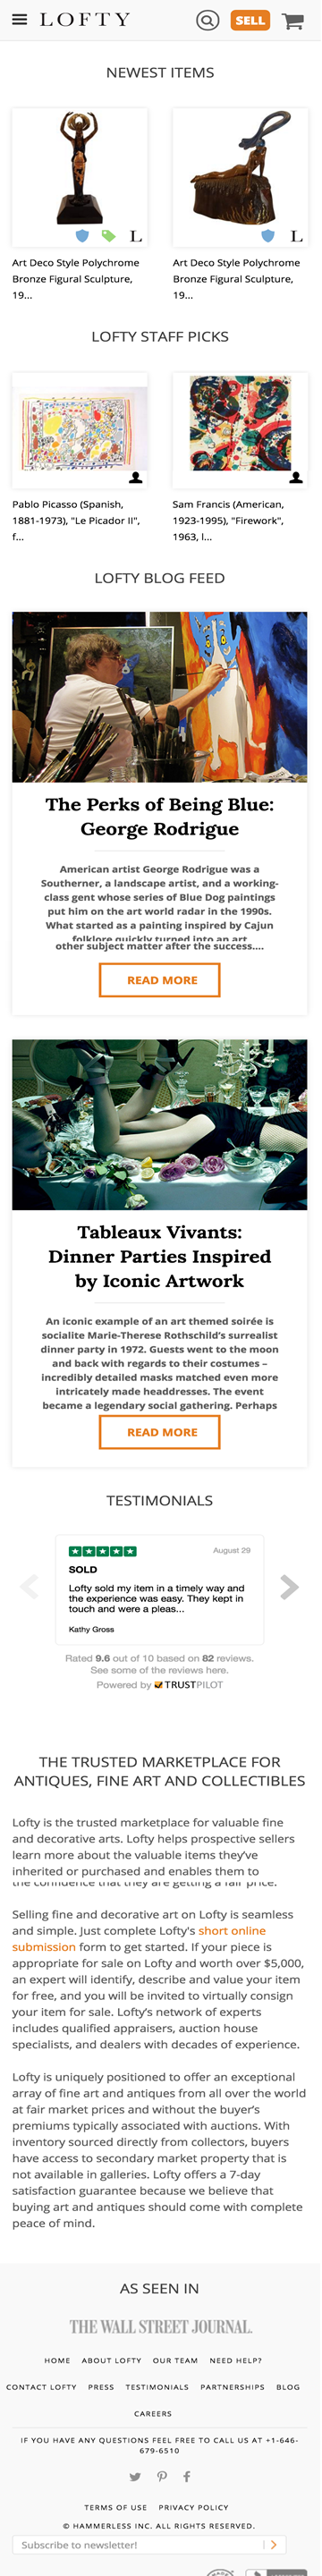 LOFTY
SELL
NEWEST ITEMS
Art Deco Style Polychrome
Bronze Figural Sculpture,
19...
L
Art Deco Style Polychrome
Bronze Figural Sculpture,
19...
L
LOFTY STAFF PICKS
Pablo Picasso (Spanish,
1881-1973), "Le Picador II",
f...
Sam Francis (American,
1923-1995), "Firework",
1963, l...
LOFTY BLOG FEED
The Perks of Being Blue:
George Rodrigue
American artist George Rodrigue was a
Southerner, a landscape artist, and a working-
class gent whose series of Blue Dog paintings
put him on the art world radar in the 1990s.
What started as a painting inspired by Cajun
folklore quickly turned into an art
other subject matter after the success....
READ MORE
Tableaux Vivants:
Dinner Parties Inspired
by Iconic Artwork
An iconic example of an art themed soirée is
socialite Marie-Therese Rothschild's surrealist
dinner party in 1972. Guests went to the moon
and back with regards to their costumes –
incredibly detailed masks matched even more
intricately made headdresses. The event
became a legendary social gathering. Perhaps
READ MORE
TESTIMONIALS
August 29
SOLD
Lofty sold my item in a timely way and
the experience was easy. They kept in
touch and were a pleas...
Kathy Gross
Rated 9.6 out of 10 based on 82 reviews.
See some of the reviews here.
Powered by TRUSTPILOT
THE TRUSTED MARKETPLACE FOR
ANTIQUES, FINE ART AND COLLECTIBLES
Lofty is the trusted marketplace for valuable fine
and decorative arts. Lofty helps prospective sellers
learn more about the valuable items they've
inherited or purchased and enables them to
the confidence that they are getting a fair price.
Selling fine and decorative art on Lofty is seamless
and simple. Just complete Lofty's short online
submission form to get started. If your piece is
appropriate for sale on Lofty and worth over $5,000,
an expert will identify, describe and value your item
for free, and you will be invited to virtually consign
your item for sale. Lofty's network of experts
includes qualified appraisers, auction house
specialists, and dealers with decades of experience.
Lofty is uniquely positioned to offer an exceptional
array of fine art and antiques from all over the world
at fair market prices and without the buyer's
premiums typically associated with auctions. With
inventory sourced directly from collectors, buyers
have access to secondary market property that is
not available in galleries. Lofty offers a 7-day
satisfaction guarantee because we believe that
buying art and antiques should come with complete
peace of mind.
AS SEEN IN
THE WALL STREET JOURNAL.
HOME ABOUT LOFTY OUR TEAM NEED HELP?
CONTACT LOFTY PRESS TESTIMONIALS PARTNERSHIPS BLOG
CAREERS
IF YOU HAVE ANY QUESTIONS FEEL FREE TO CALL US AT +1-646-
679-6510
TERMS OF USE PRIVACY POLICY
© HAMMERLESS INC. ALL RIGHTS RESERVED.
Subscribe to newsletter!